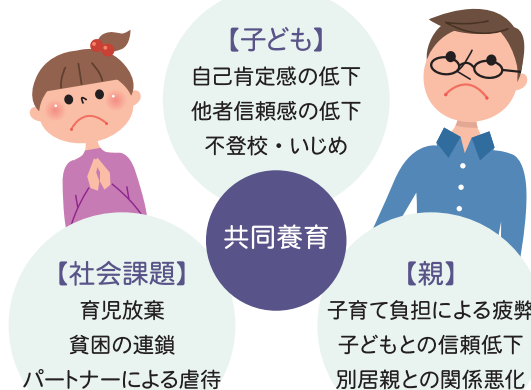 【子ども】
自己肯定感の低下
他者信頼感の低下
不登校・いじめ
共同養育
【社会課題】
育児放棄
貧困の連鎖
パートナーによる虐待
【親】
子育て負担による疲弊
子どもとの信頼低下
別居親との関係悪化